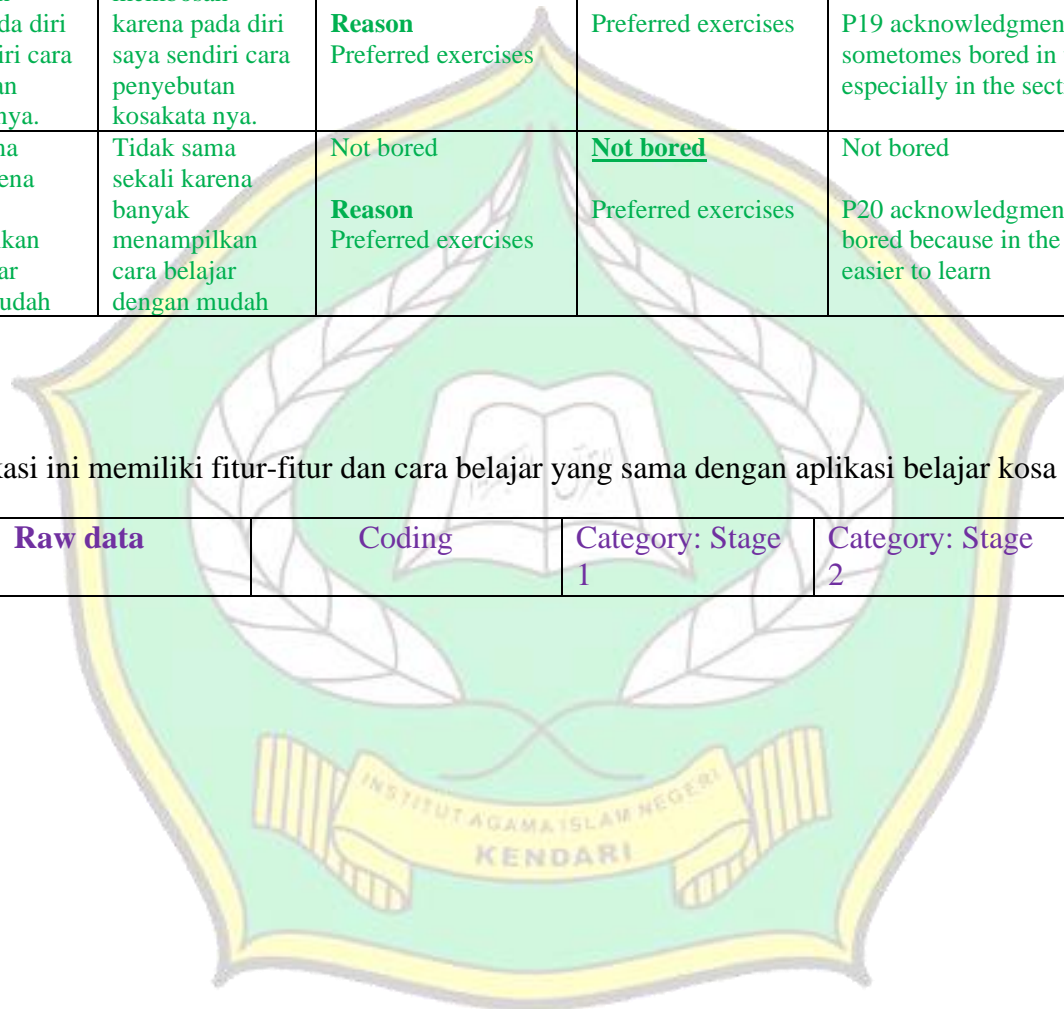 da diri
karena pada diri
Reason
Preferred exercises
P19 acknowledgmen
iri cara
saya sendiri cara
Preferred exercises
sometomes bored in
an
penyebutan
especially in the sect
nya.
kosakata nya.
na
Tidak sama
Not bored
Not bored
Not bored
ena
sekali karena
banyak
Reason
Preferred exercises
P20 acknowledgmen
kan
menampilkan
Preferred exercises
bored because in the
ar
cara belajar
easier to learn
udah
dengan mudah
kasi ini memiliki fitur-fitur dan cara belajar yang sama dengan aplikasi belajar kosa
Raw data
Coding
Category: Stage
1
Category: Stage
2
INSTITUT AGAMA ISLAM NEGERI
KENDARI